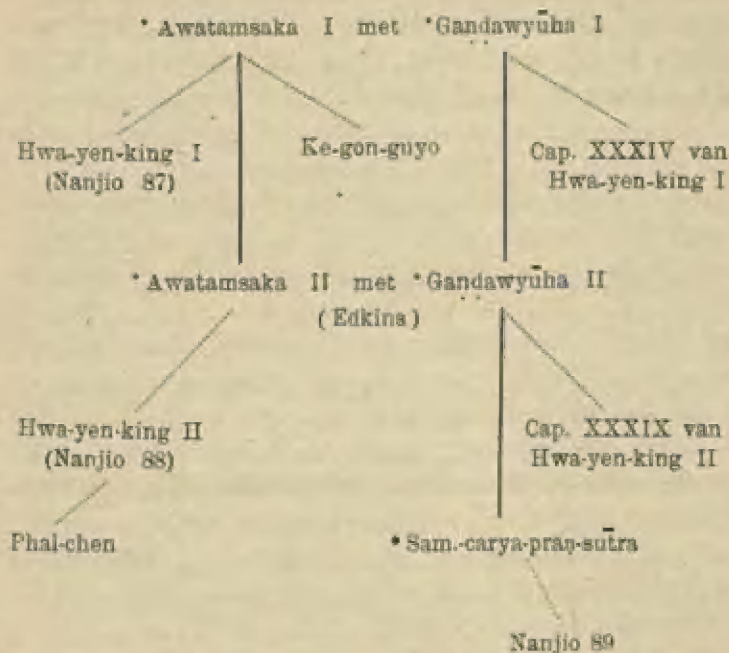 *Awatamsaka I met *Gaṇḍawyūha I
Hwa-yen-king I
(Nanjio 87)
Ke-gon-guyo
Cap. XXXIV van
Hwa-yen-king I
*Awatamsaka II met *Gaṇḍawyūha II
(Edkins)
Hwa-yen-king II
(Nanjio 88)
Cap. XXXIX van
Hwa-yen-king II
Phal-chen
*Sam.-carya-praṇ-sūtra
Nanjio 89